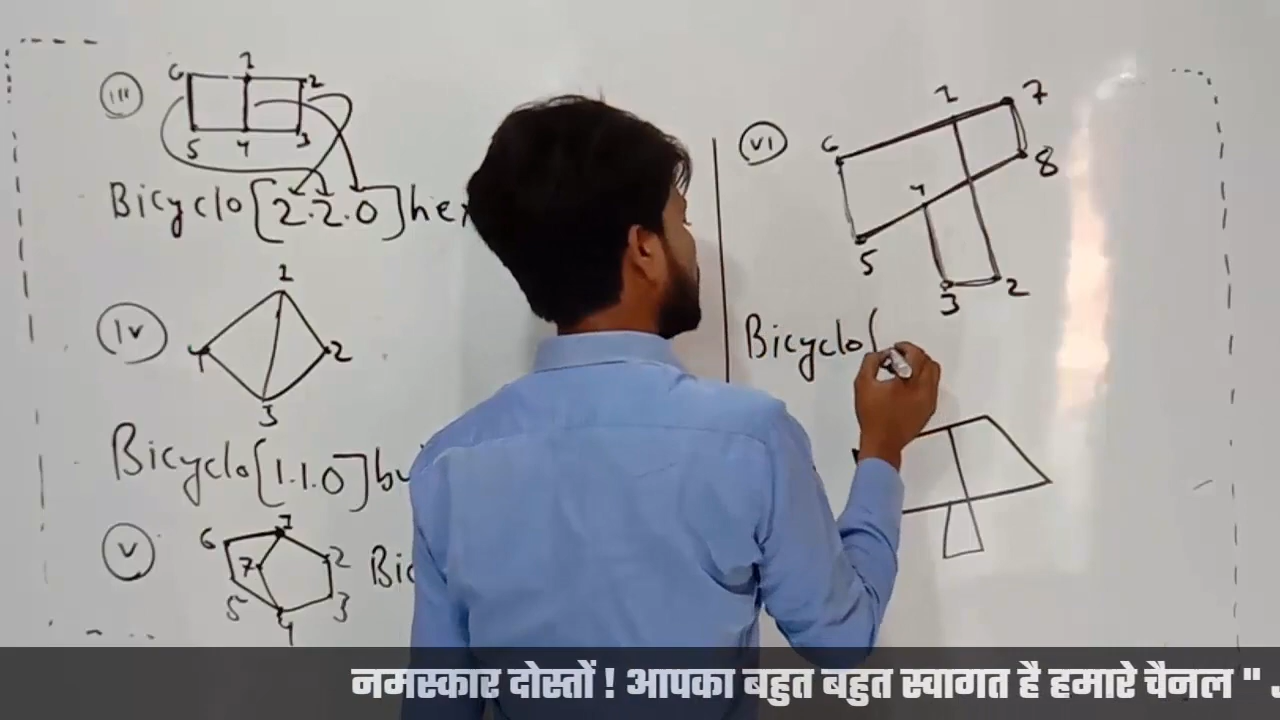 iii
6 1 2
5 4 3
Bicyclo[2.2.0]hex
iv
1
4 2
3
Bicyclo[1.1.0]bu
v
1
6 7 2
5 3
4
Bic
vi
1 7
6 8
4
5
3 2
Bicyclo[
नमस्कार दोस्तों ! आपका बहुत बहुत स्वागत है हमारे चैनल "